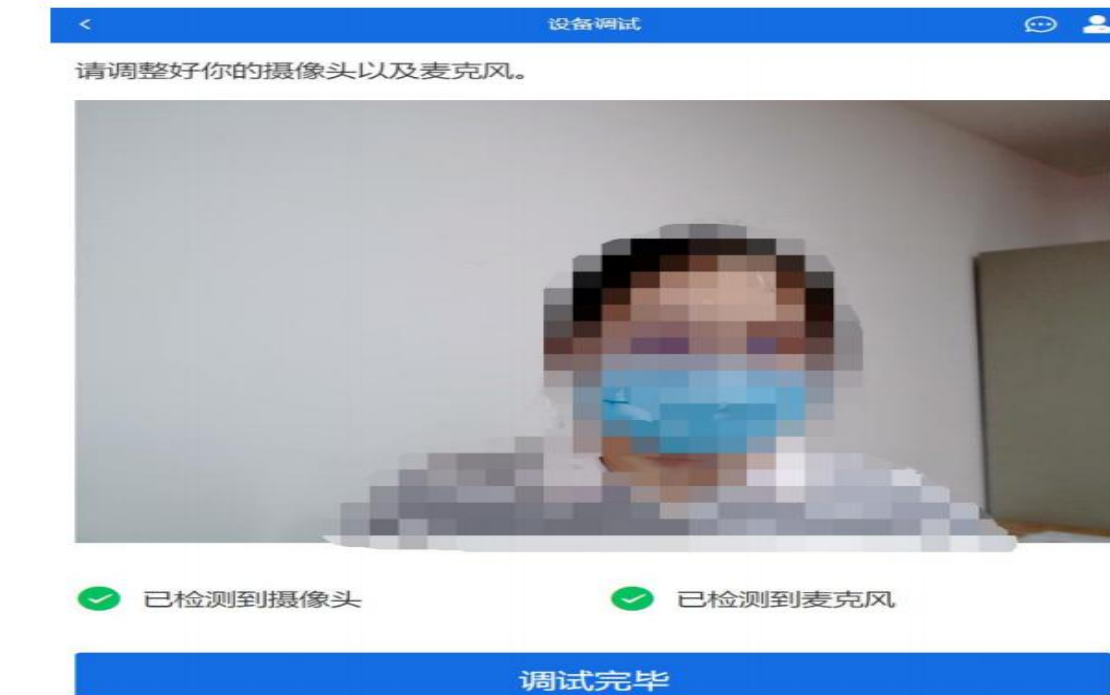 设备调试
请调整好你的摄像头以及麦克风。
已检测到摄像头
已检测到麦克风
调试完毕